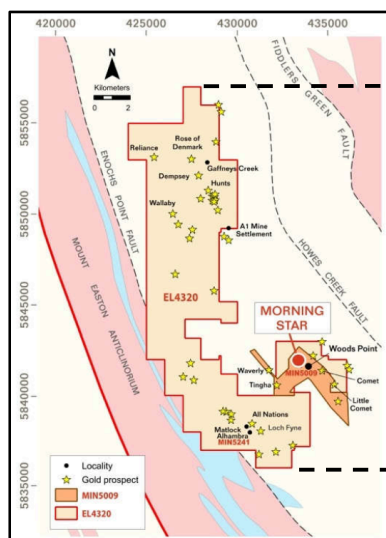 420000 425000 430000 435000
N
Kilometers
0 2
5855000
5850000
5845000
5840000
5835000
FIDDLERS GREEN FAULT
Rose of
Denmark
Reliance
Gaffneys Creek
Dempsey
Hunts
ENOCHS POINT FAULT
Wallaby
A1 Mine
Settlement
HOWES CREEK FAULT
MOUNT EASTON ANTICLINORIUM
EL4320
MORNING
STAR
Woods Point
Waverly
MIN5009
Comet
Tingha
Little
Comet
All Nations
Matlock
Loch Fyne
Alhambra
MIN5241
Locality
Gold prospect
MIN5009
EL4320